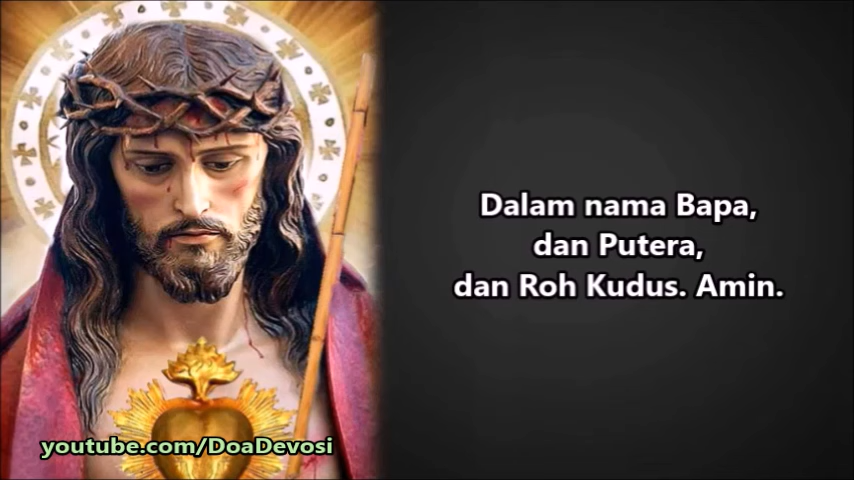 Dalam nama Bapa,
dan Putera,
dan Roh Kudus. Amin.
youtube.com/DoaDevosi